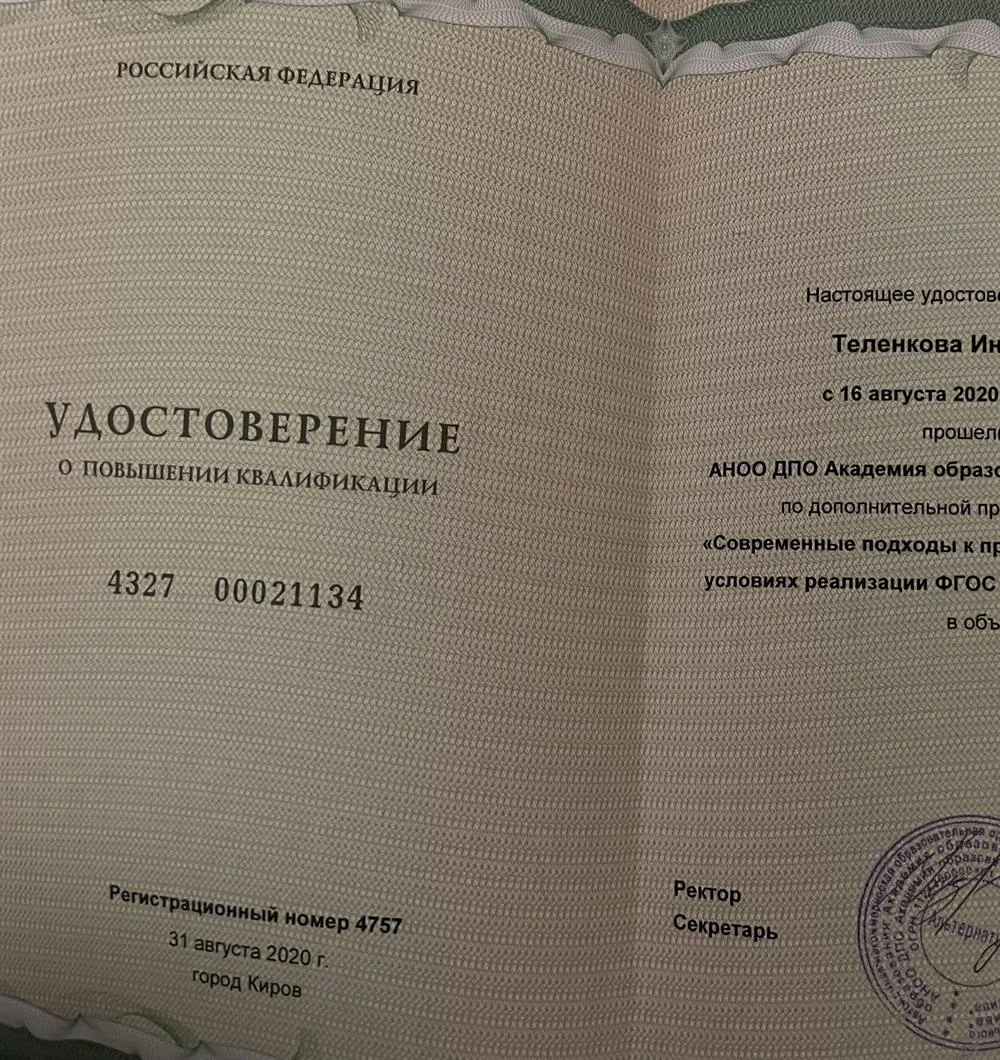 РОССИЙСКАЯ ФЕДЕРАЦИЯ
УДОСТОВЕРЕНИЕ
О ПОВЫШЕНИИ КВАЛИФИКАЦИИ
4327 00021134
Регистрационный номер 4757
31 августа 2020 г.
город Киров
Настоящее удостове
Теленкова Ин
с 16 августа 2020
прошел
АНОО ДПО Академия образо
по дополнительной пр
«Современные подходы к пр
условиях реализации ФГОС
в объ
Ректор
Секретарь